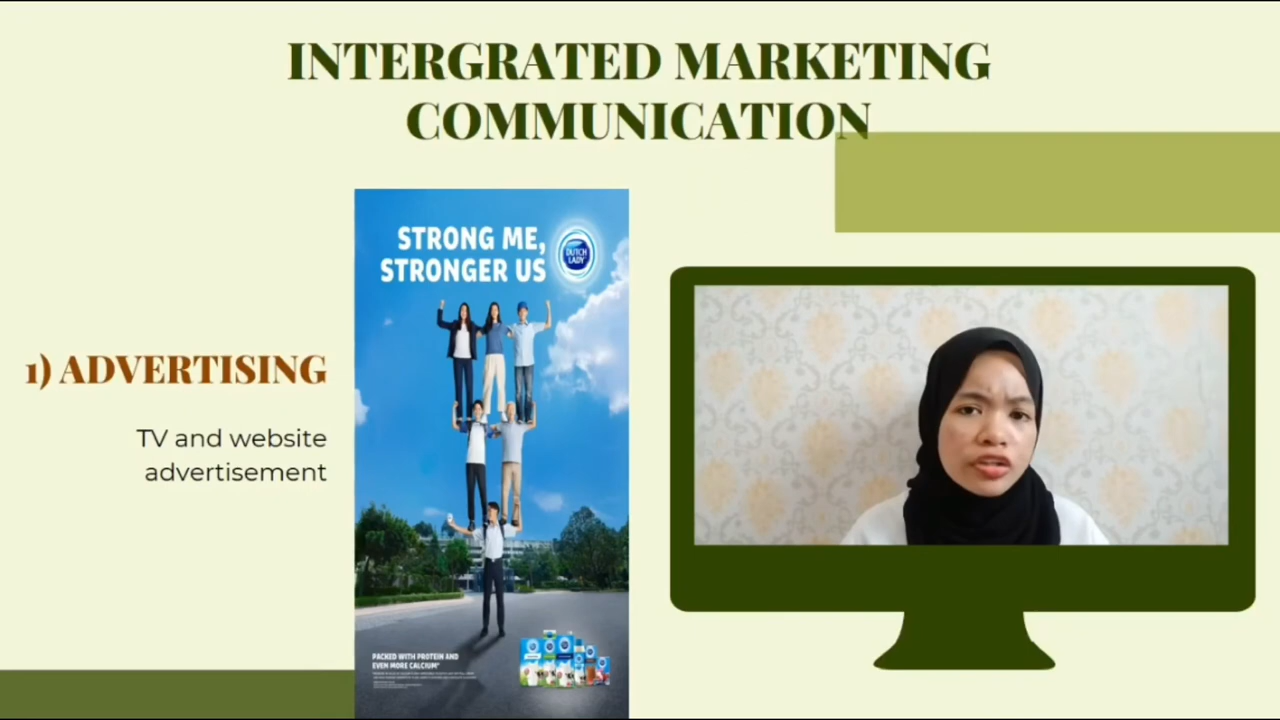 INTERGRATED MARKETING
COMMUNICATION
1) ADVERTISING
TV and website
advertisement
STRONG ME,
STRONGER US
DUTCH
LADY
PACKED WITH PROTEIN AND
EVEN MORE CALCIUM*